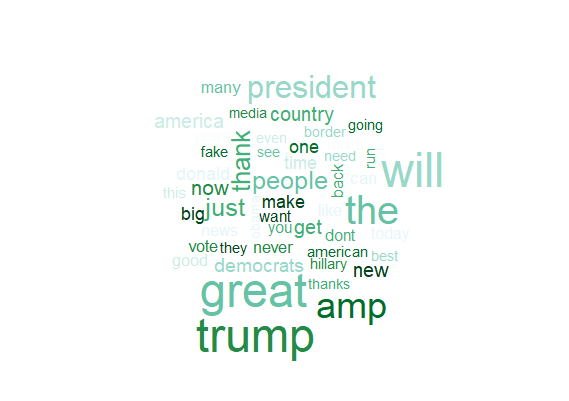 many president
media country
america going
even border
fake see one
thank time need run
donald people back can will
this now make
big just want like the
obama
you get
news dont today
vote they never american
good democrats hillary best new
thanks
great amp
trump